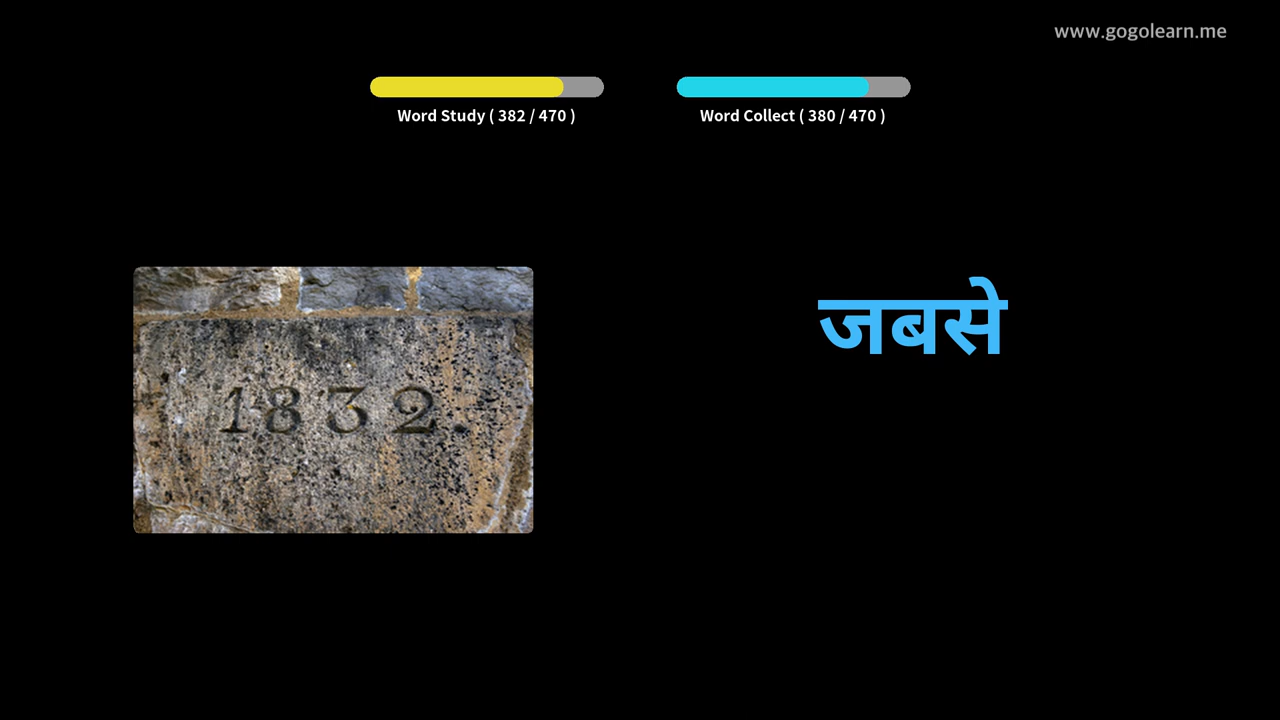 www.gogolearn.me
Word Study ( 382 / 470 )
Word Collect ( 380 / 470 )
जबसे
1832.